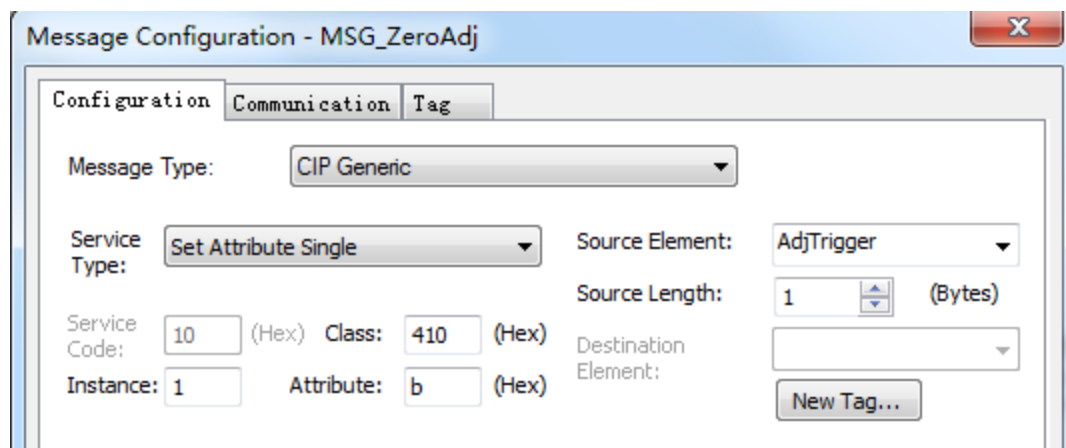 Message Configuration - MSG_ZeroAdj
X
Configuration Communication Tag
Message Type: CIP Generic
Service Type: Set Attribute Single
Source Element: AdjTrigger
Source Length: 1 (Bytes)
Service Code: 10 (Hex) Class: 410 (Hex)
Destination Element:
Instance: 1 Attribute: b (Hex)
New Tag...